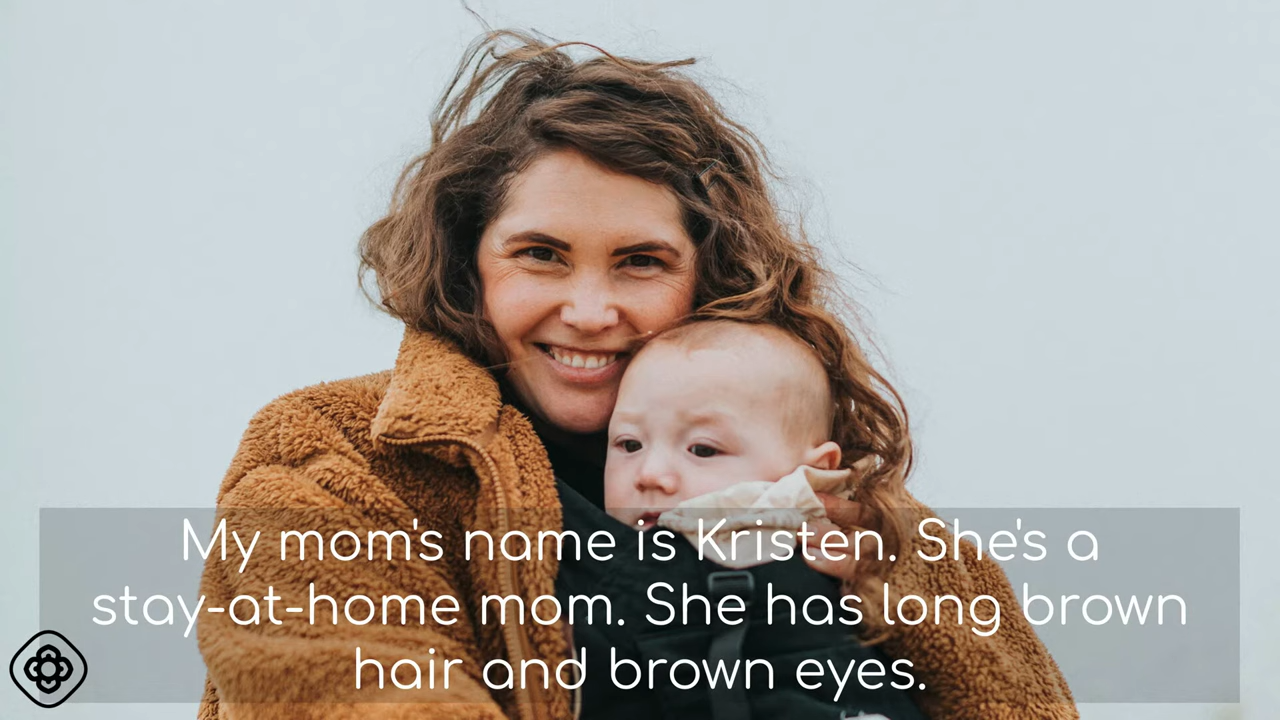 My mom's name is Kristen. She's a
stay-at-home mom. She has long brown
hair and brown eyes.